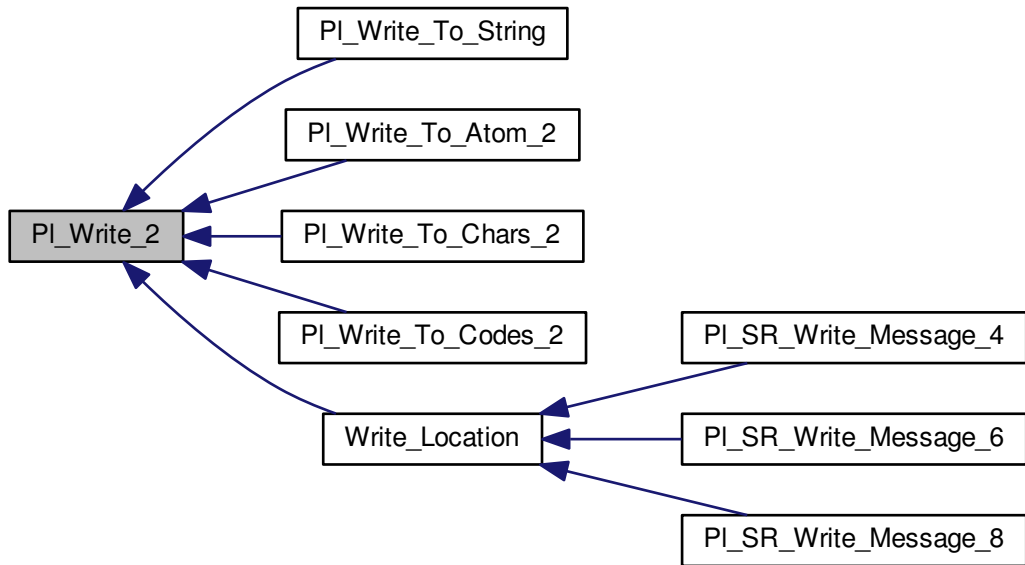 Pl_Write_To_String
Pl_Write_To_Atom_2
Pl_Write_2
Pl_Write_To_Chars_2
Pl_Write_To_Codes_2
Pl_SR_Write_Message_4
Write_Location
Pl_SR_Write_Message_6
Pl_SR_Write_Message_8